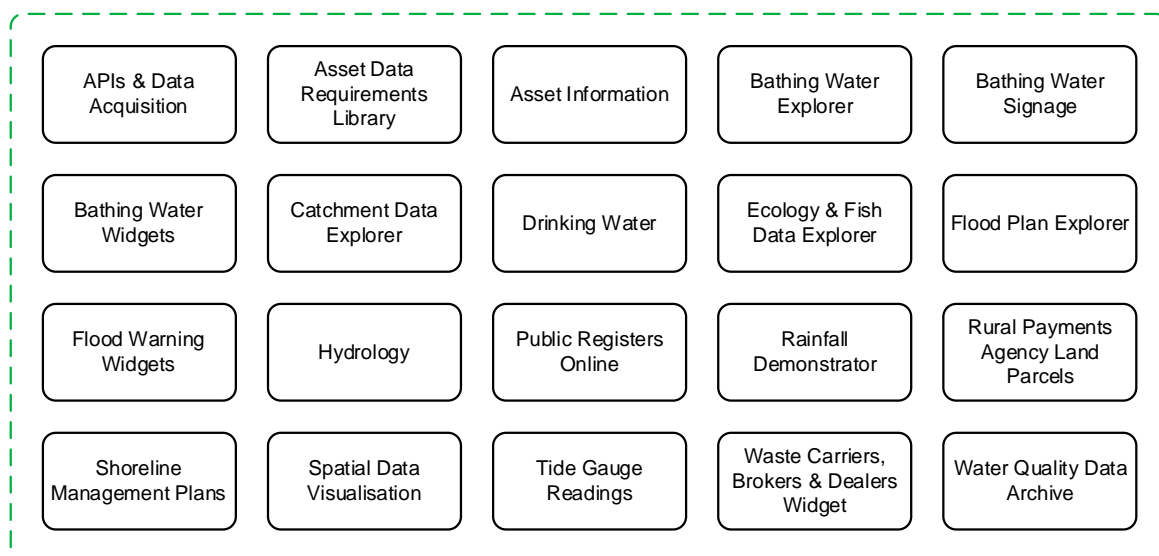 APIs & Data
Acquisition
Asset Data
Requirements
Library
Asset Information
Bathing Water
Explorer
Bathing Water
Signage
Bathing Water
Widgets
Catchment Data
Explorer
Drinking Water
Ecology & Fish
Data Explorer
Flood Plan Explorer
Flood Warning
Widgets
Hydrology
Public Registers
Online
Rainfall
Demonstrator
Rural Payments
Agency Land
Parcels
Shoreline
Management Plans
Spatial Data
Visualisation
Tide Gauge
Readings
Waste Carriers,
Brokers & Dealers
Widget
Water Quality Data
Archive